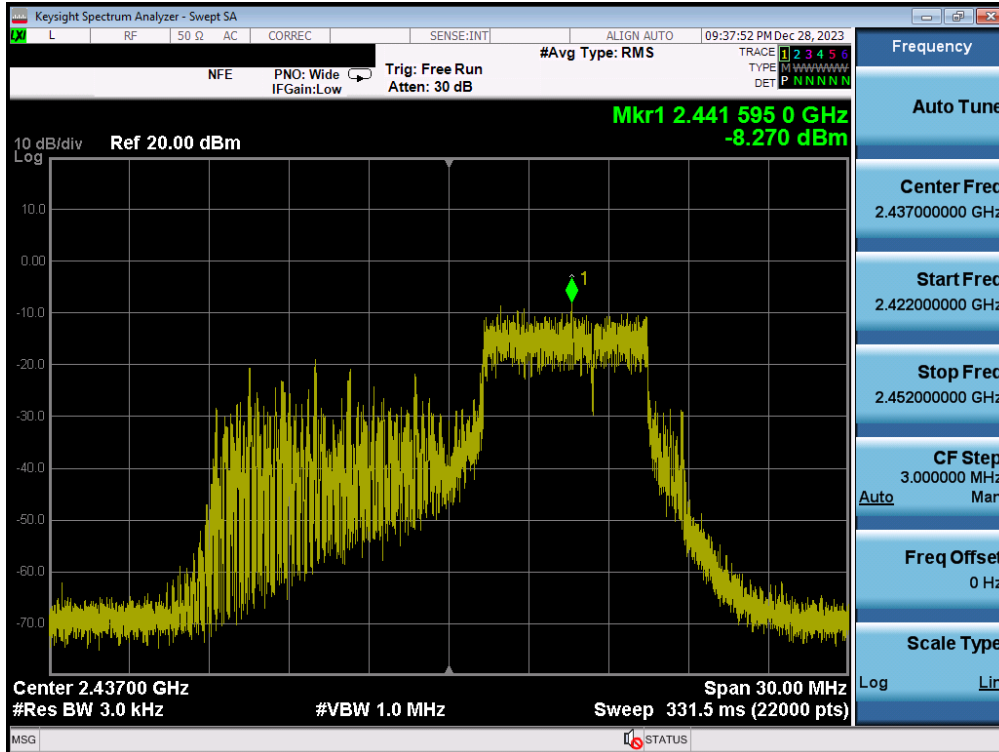 Keysight Spectrum Analyzer - Swept SA
LXI L RF 50 Ω AC CORREC SENSE:INT ALIGN AUTO 09:37:52 PM Dec 28, 2023
#Avg Type: RMS TRACE 1 2 3 4 5 6
NFE PNO: Wide Trig: Free Run TYPE M WWWWW
IFGain:Low Atten: 30 dB DET P N N N N N
Mkr1 2.441 595 0 GHz
-8.270 dBm
10 dB/div Ref 20.00 dBm
Log
10.0
0.00
-10.0
-20.0
-30.0
-40.0
-50.0
-60.0
-70.0
1
Center 2.43700 GHz Span 30.00 MHz
#Res BW 3.0 kHz #VBW 1.0 MHz Sweep 331.5 ms (22000 pts)
MSG STATUS
Frequency
Auto Tune
Center Freq
2.437000000 GHz
Start Freq
2.422000000 GHz
Stop Freq
2.452000000 GHz
CF Step
3.000000 MHz
Auto Man
Freq Offset
0 Hz
Scale Type
Log Lin